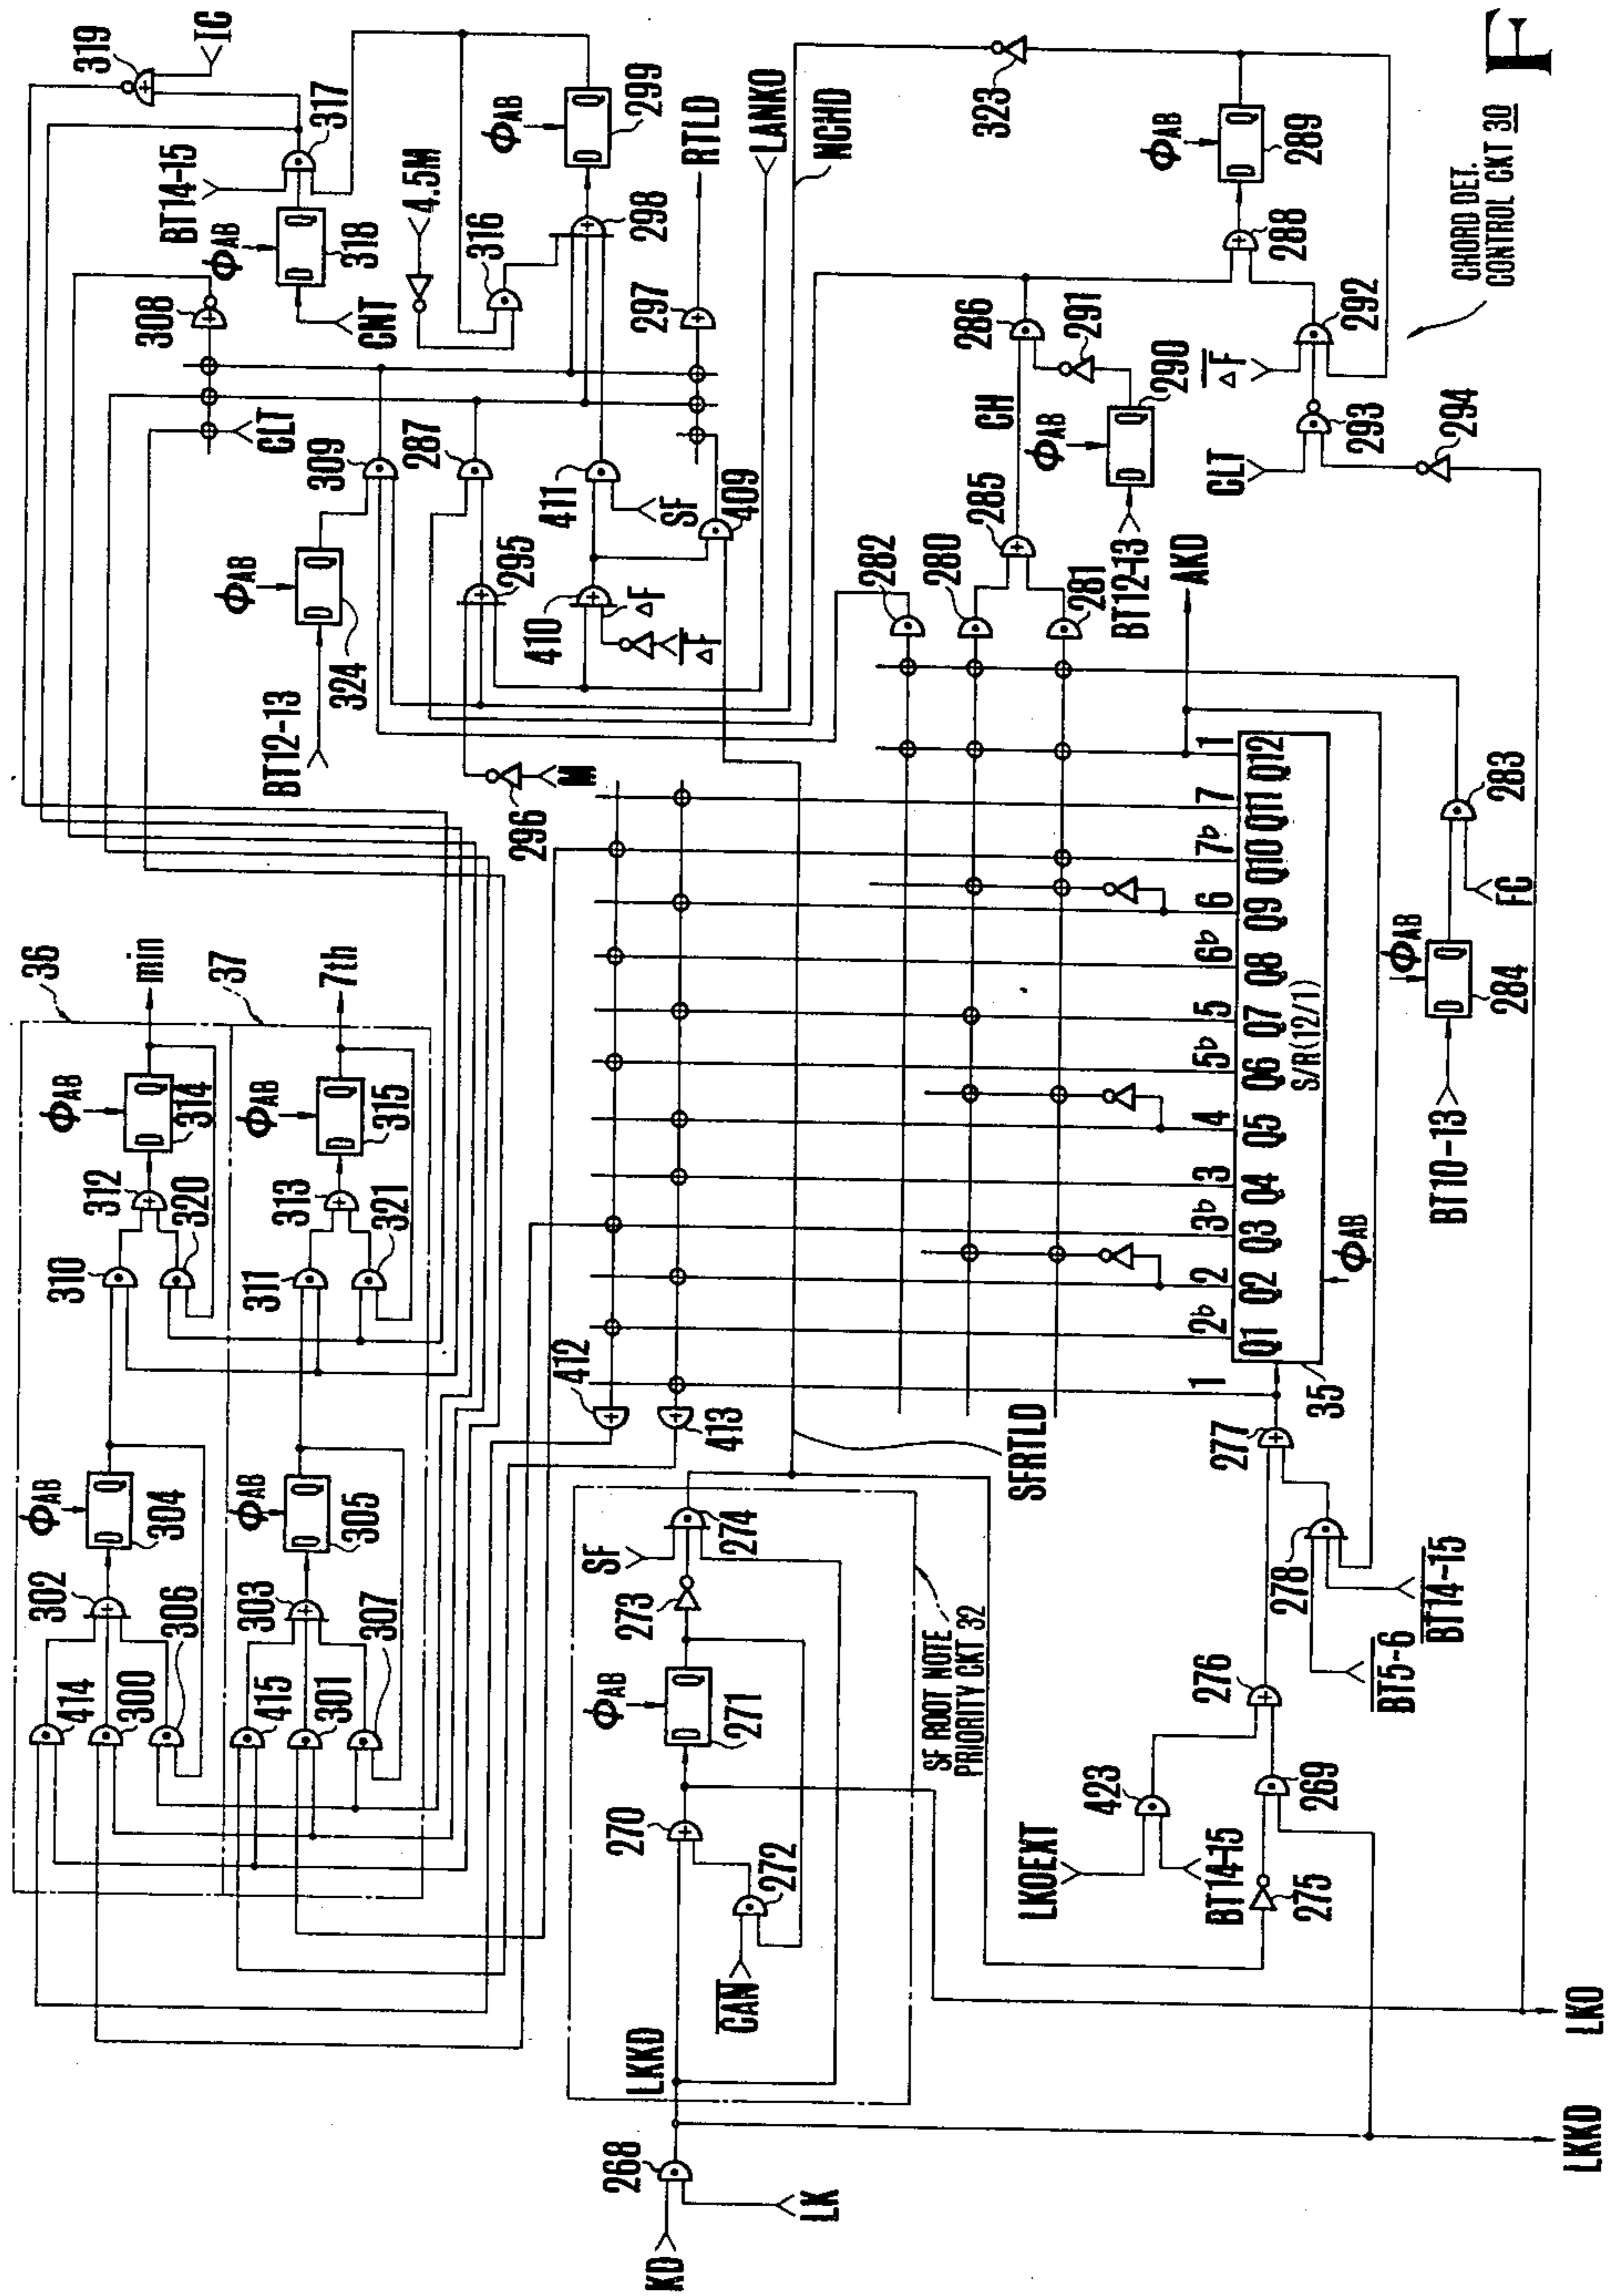 36
min
37
7th
ΦAB
D Q
314
ΦAB
D Q
315
312
320
313
321
310
311
ΦAB
D Q
304
ΦAB
D Q
305
302
306
303
307
414
300
415
301
319
IC
317
BT14-15
ΦAB
D Q
318
CNT
308
CLT
4.5M
316
ΦAB
D Q
299
298
297
RTLD
LANKO
NCHD
323
309
287
411
SF
409
ΦAB
D Q
324
BT12-13
295
410
ΔF
ΔF
296
M
412
413
SFRTLD
SF
274
273
ΦAB
D Q
271
SF ROOT NOTE
PRIORITY CKT 32
270
272
CAN
LKKD
268
KD
LK
286
CH
291
ΦAB
D Q
290
BT12-13
285
282
280
281
ΦAB
D Q
289
288
ΔF
292
CLT
293
294
CHORD DET.
CONTROL CKT 30
F
AKD
1 2b 2 3b 3 4 5b 5 6b 6 7b 7 1
Q1 Q2 Q3 Q4 Q5 Q6 Q7 Q8 Q9 Q10 Q11 Q12
S/R(12/1)
35
ΦAB
283
FC
ΦAB
D Q
284
BT10-13
277
278
BT5-6
BT14-15
276
423
269
LKOEXT
BT14-15
275
LKO
LKKD